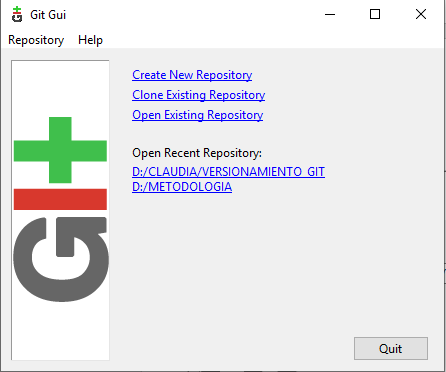 Git Gui
Repository Help
Create New Repository
Clone Existing Repository
Open Existing Repository
Open Recent Repository:
D:/CLAUDIA/VERSIONAMIENTO_GIT
D:/METODOLOGIA
Git
Quit